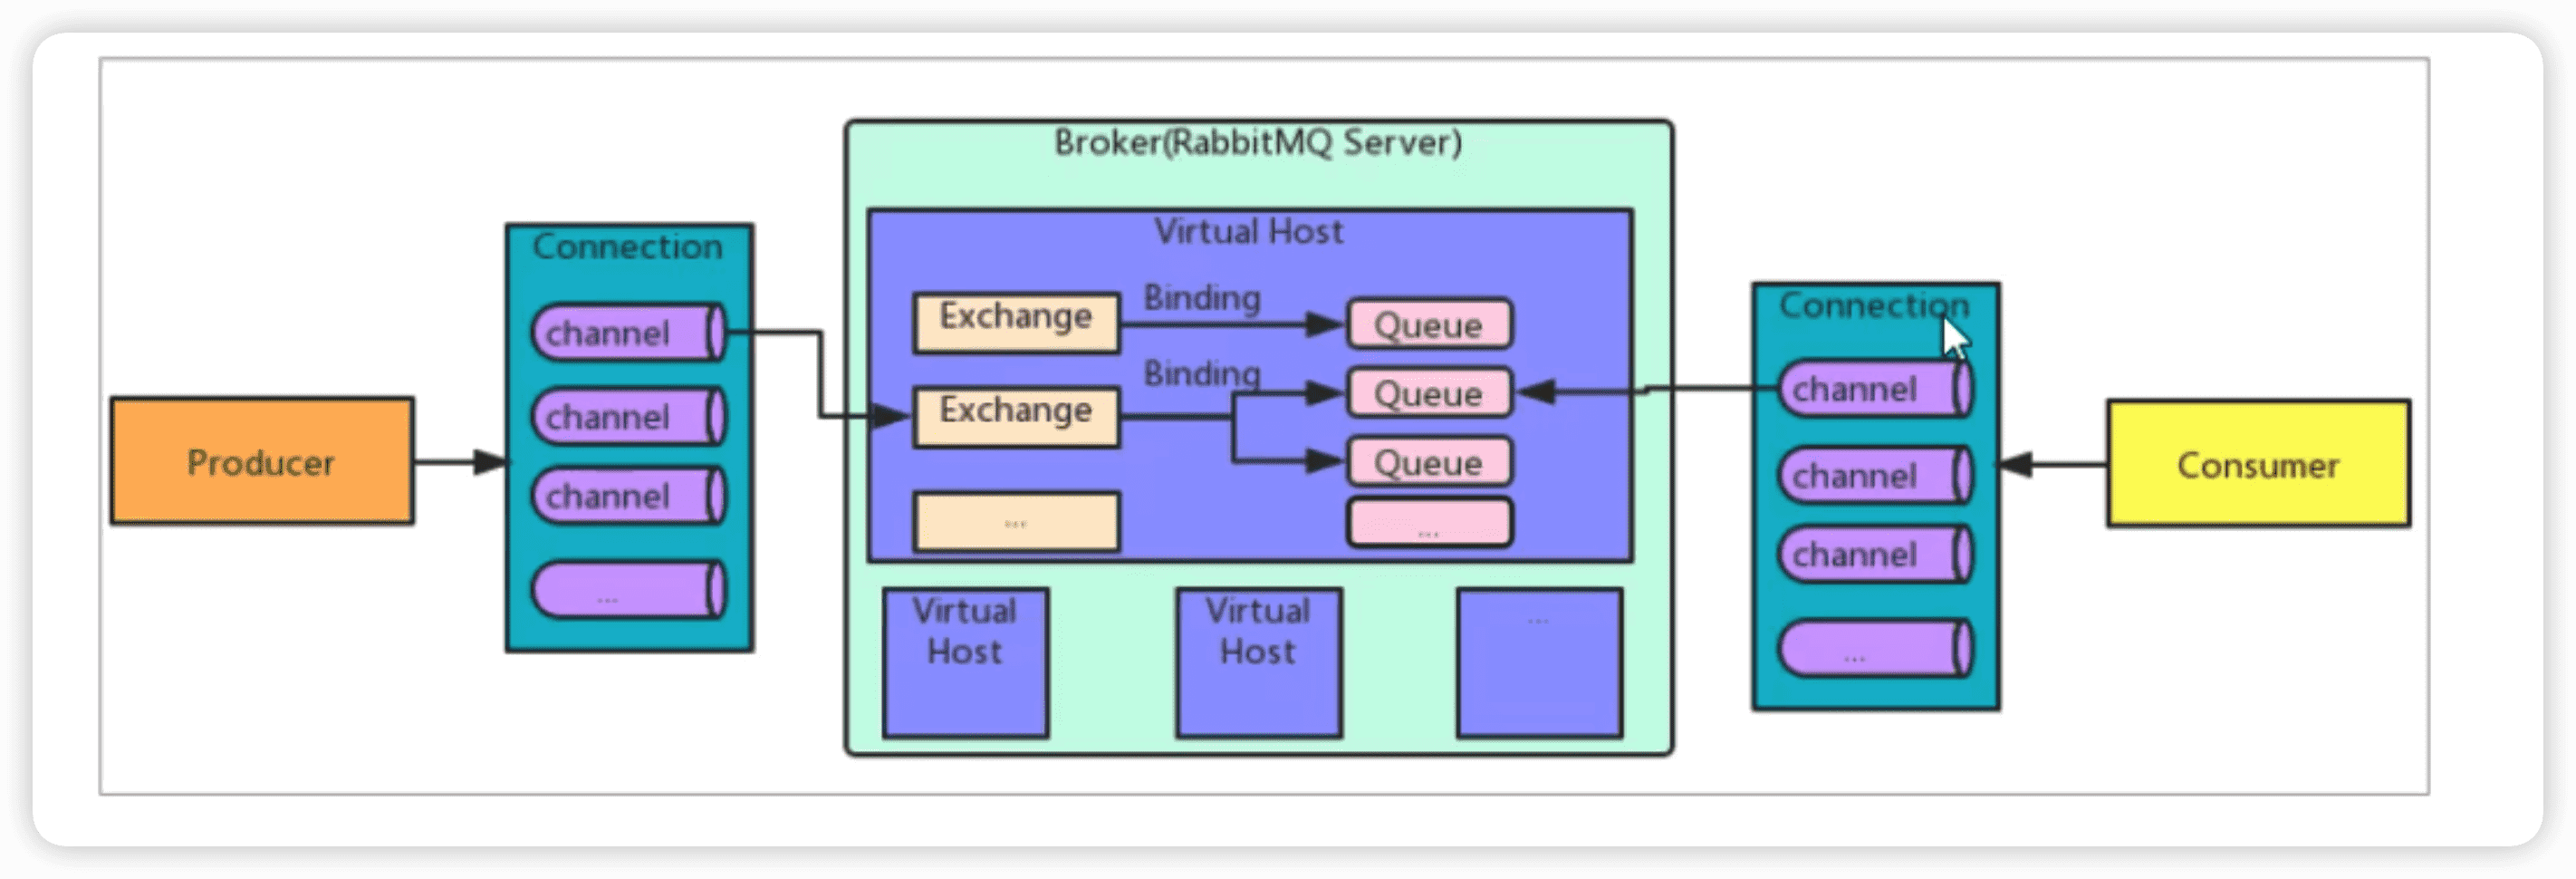 Broker(RabbitMQ Server)
Producer
Connection
channel
channel
channel
...
Virtual Host
Exchange
Binding
Queue
Exchange
Binding
Queue
Queue
...
...
Virtual
Host
Virtual
Host
...
Connection
channel
channel
channel
...
Consumer